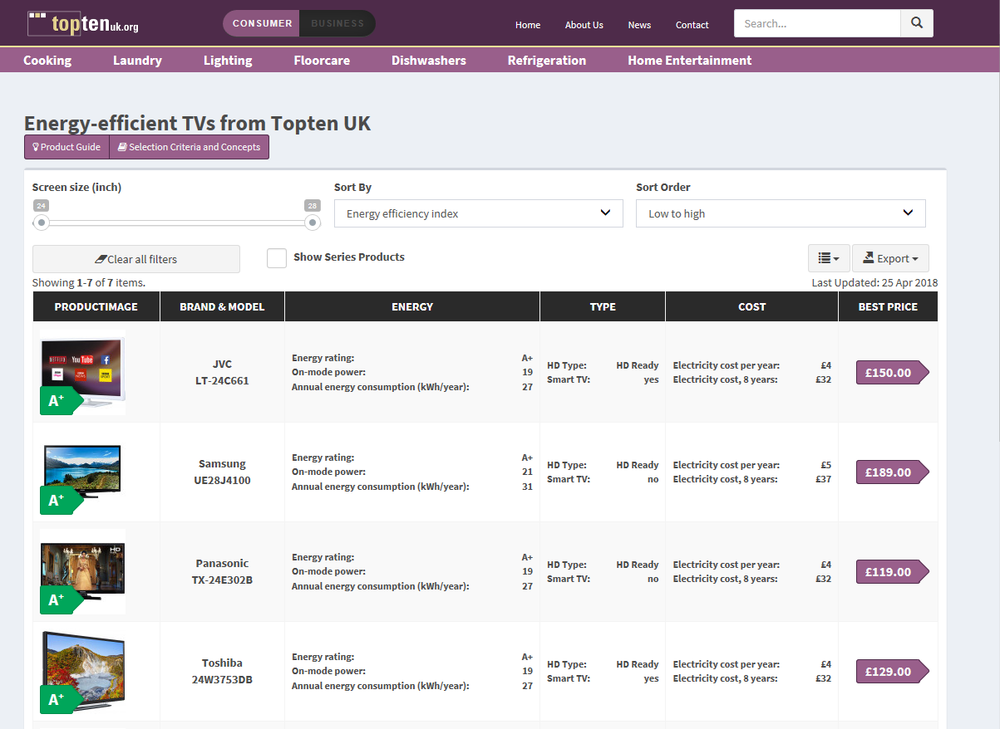 toptenuk.org
CONSUMER BUSINESS
Home About Us News Contact Search...
Cooking Laundry Lighting Floorcare Dishwashers Refrigeration Home Entertainment
Energy-efficient TVs from Topten UK
Product Guide Selection Criteria and Concepts
Screen size (inch) Sort By Sort Order
24 28
Energy efficiency index Low to high
Clear all filters Show Series Products Export
Showing 1-7 of 7 items. Last Updated: 25 Apr 2018
PRODUCTIMAGE BRAND & MODEL ENERGY TYPE COST BEST PRICE
NETFLIX YouTube f
NEWS
A+
JVC
LT-24C661
Energy rating: A+
On-mode power: 19
Annual energy consumption (kWh/year): 27
HD Type: HD Ready
Smart TV: yes
Electricity cost per year: £4
Electricity cost, 8 years: £32
£150.00
A+
Samsung
UE28J4100
Energy rating: A+
On-mode power: 21
Annual energy consumption (kWh/year): 31
HD Type: HD Ready
Smart TV: no
Electricity cost per year: £5
Electricity cost, 8 years: £37
£189.00
HD
A+
Panasonic
TX-24E302B
Energy rating: A+
On-mode power: 19
Annual energy consumption (kWh/year): 27
HD Type: HD Ready
Smart TV: no
Electricity cost per year: £4
Electricity cost, 8 years: £32
£119.00
A+
Toshiba
24W3753DB
Energy rating: A+
On-mode power: 19
Annual energy consumption (kWh/year): 27
HD Type: HD Ready
Smart TV: yes
Electricity cost per year: £4
Electricity cost, 8 years: £32
£129.00